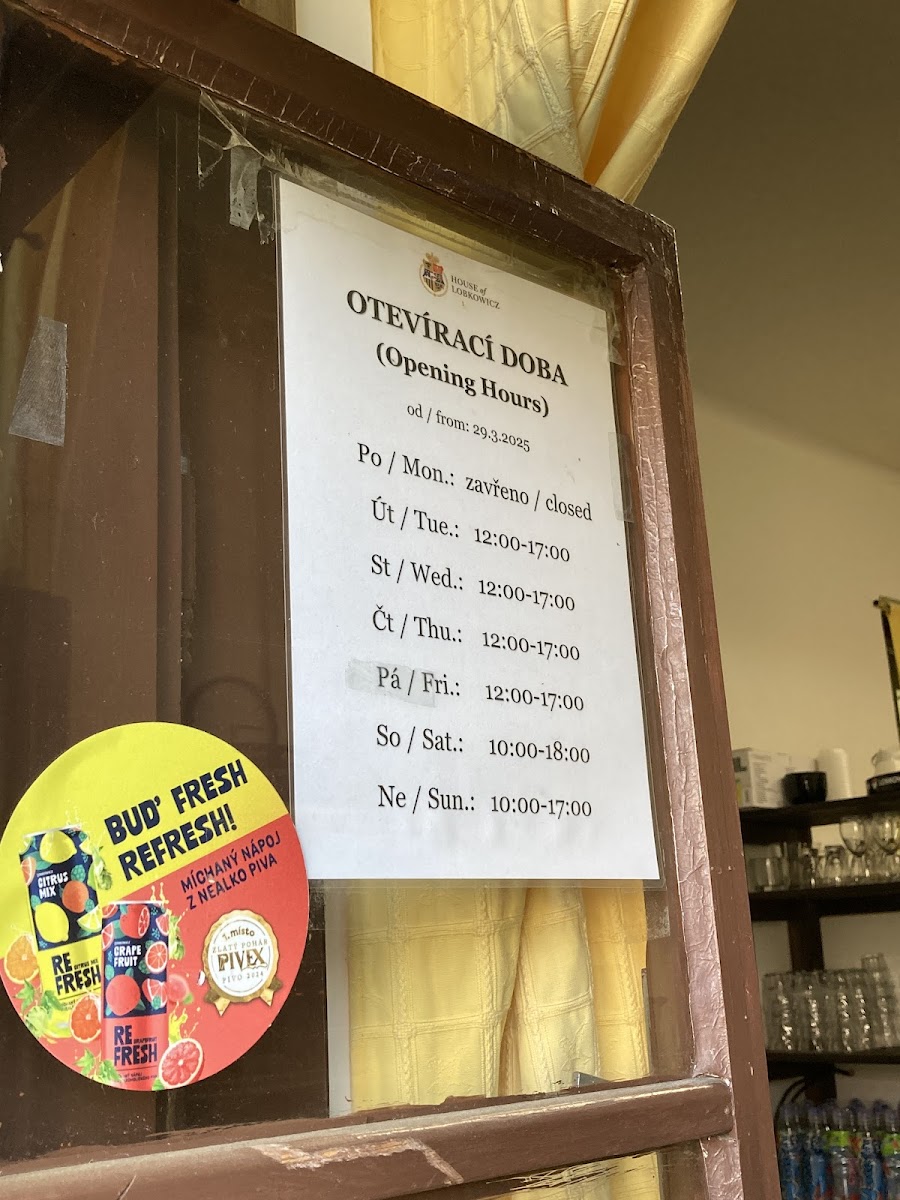 HOUSE of
LOBKOWICZ
OTEVÍRACÍ DOBA
(Opening Hours)
od / from: 29.3.2025
Po / Mon.: zavřeno / closed
Út / Tue.: 12:00-17:00
St / Wed.: 12:00-17:00
Čt / Thu.: 12:00-17:00
Pá / Fri.: 12:00-17:00
So / Sat.: 10:00-18:00
Ne / Sun.: 10:00-17:00
BUĎ FRESH
REFRESH!
MÍCHANÝ NÁPOJ
Z NEALKO PIVA
1. místo
ZLATÝ POHÁR
PIVEX
PIVO 2024
CITRUS
MIX
RE
FRESH
GRAPE
FRUIT
RE
FRESH